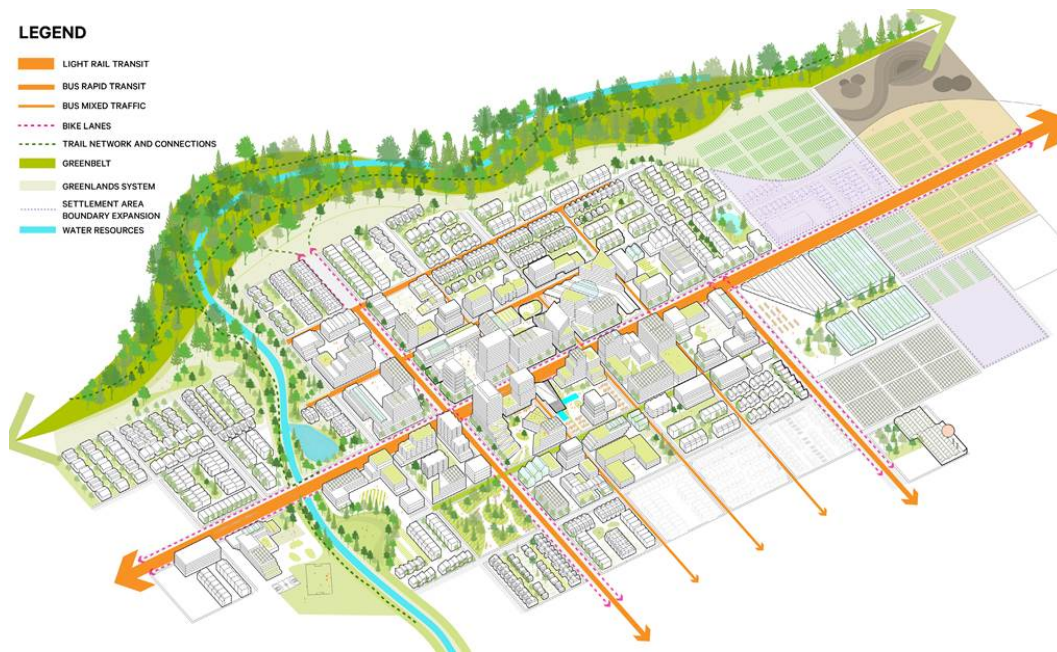 LEGEND
LIGHT RAIL TRANSIT
BUS RAPID TRANSIT
BUS MIXED TRAFFIC
BIKE LANES
TRAIL NETWORK AND CONNECTIONS
GREENBELT
GREENLANDS SYSTEM
SETTLEMENT AREA
BOUNDARY EXPANSION
WATER RESOURCES